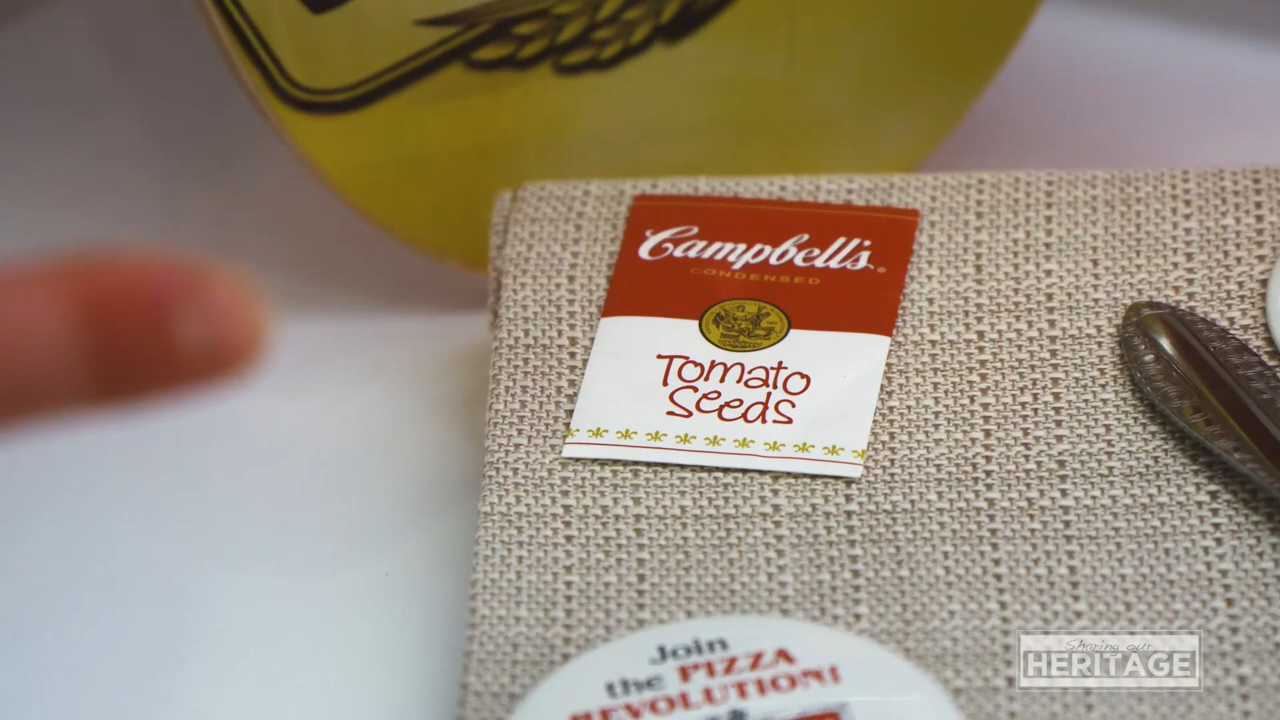 Campbell's®
CONDENSED
Tomato
Seeds
Join
the PIZZA
REVOLUTION!
Sharing our
HERITAGE